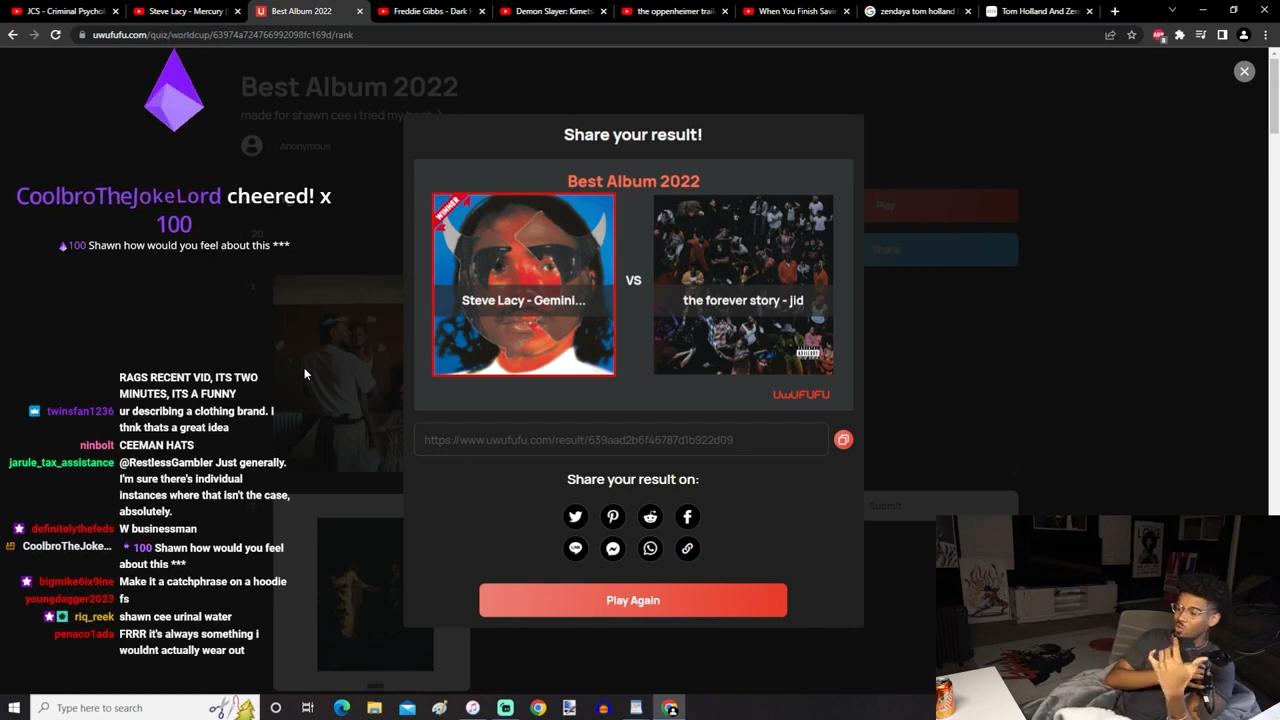 JCS - Criminal Psychol
Steve Lacy - Mercury (
Best Album 2022
Freddie Gibbs - Dark H
Demon Slayer: Kimets
the oppenheimer trail
When You Finish Savi
zendaya tom holland
Tom Holland And Zen
uwufufu.com/quiz/worldcup/63974a724766992098fc169d/rank
Best Album 2022
made for shawn cee i tried my best :)
Anonymous
Play
Share
20
1
Submit
CoolbroTheJokeLord cheered! x
100
100 Shawn how would you feel about this ***
RAGS RECENT VID, ITS TWO
MINUTES, ITS A FUNNY
twinsfan1236 ur describing a clothing brand. I
thnk thats a great idea
ninbolt CEEMAN HATS
jarule_tax_assistance @RestlessGambler Just generally.
I'm sure there's individual
instances where that isn't the case,
absolutely.
definitelythefeds W businessman
CoolbroTheJoke... 100 Shawn how would you feel
about this ***
bigmike6ix9ine Make it a catchphrase on a hoodie
youngdagger2023 fs
riq_reek shawn cee urinal water
penaco1ada FRRR it's always something i
wouldnt actually wear out
Share your result!
Best Album 2022
WINNER
Steve Lacy - Gemini...
VS
the forever story - jid
UWUFUFU
https://www.uwufufu.com/result/639aad2b6f46787d1b922d09
Share your result on:
LINE
Play Again
Type here to search